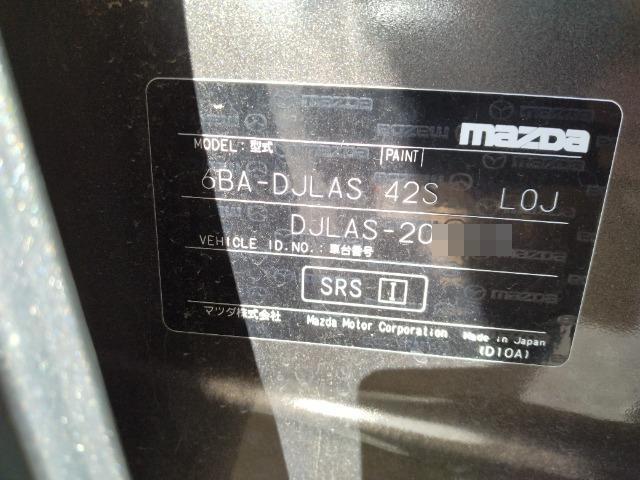 mazda
MODEL: 型式 PAINT
6BA-DJLAS 42S L0J
DJLAS-20
VEHICLE ID.NO.: 車台番号
SRS I
マツダ株式会社 Mazda Motor Corporation Made in Japan
(D10A)